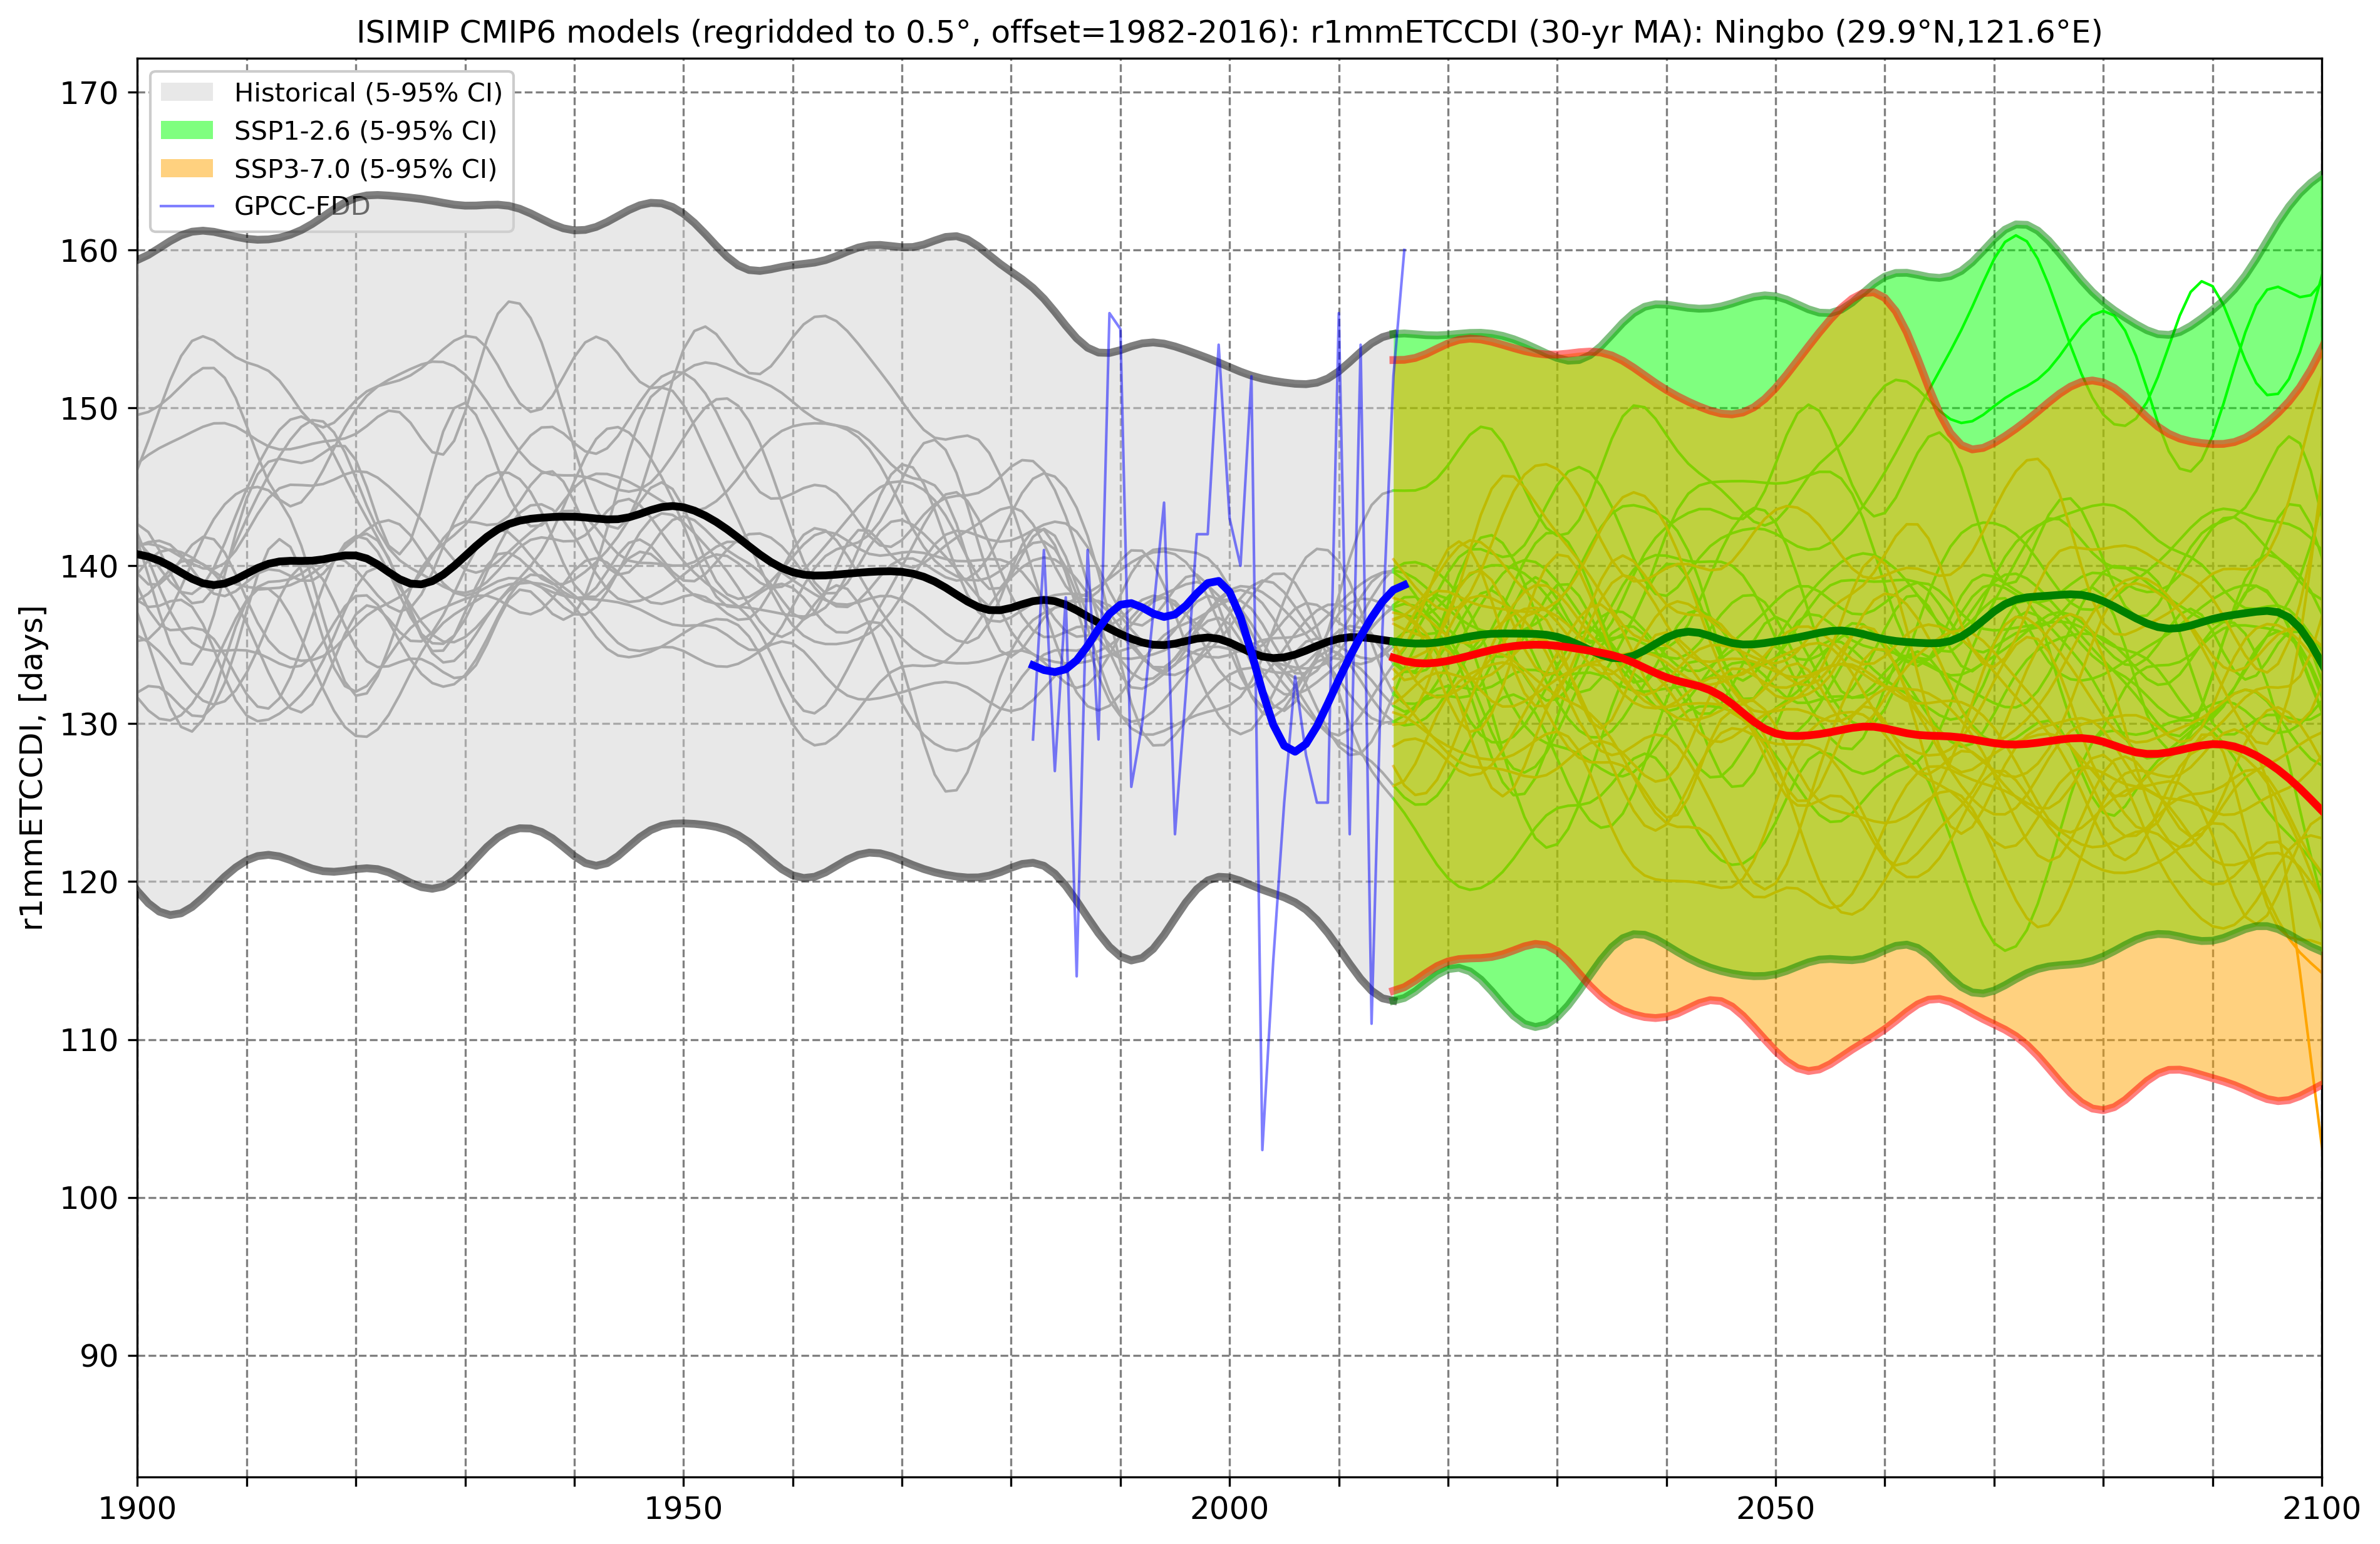 ISIMIP CMIP6 models (regridded to 0.5°, offset=1982-2016): r1mmETCCDI (30-yr MA): Ningbo (29.9°N,121.6°E)
Historical (5-95% CI)
SSP1-2.6 (5-95% CI)
SSP3-7.0 (5-95% CI)
GPCC-FDD
r1mmETCCDI, [days]
170
160
150
140
130
120
110
100
90
1900
1950
2000
2050
2100